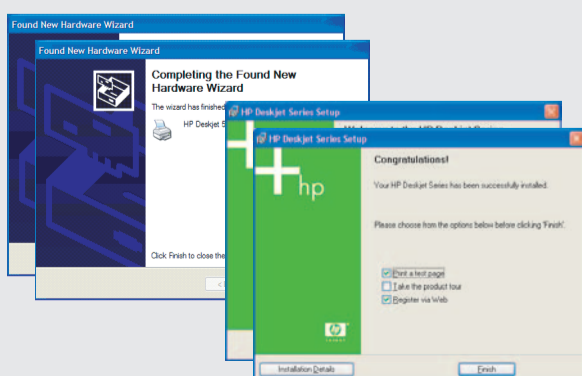 Found New Hardware Wizard
Found New Hardware Wizard
Completing the Found New
Hardware Wizard
The wizard has finished
HP Deskjet S
Click Finish to close the
<
HP Deskjet Series Setup
HP Deskjet Series Setup
hp
Congratulations!
Your HP Deskjet Series has been successfully installed.
Please choose from the options below before clicking 'Finish'.
Print a test page
Take the product tour
Register via Web
hp
Installation Details
Finish